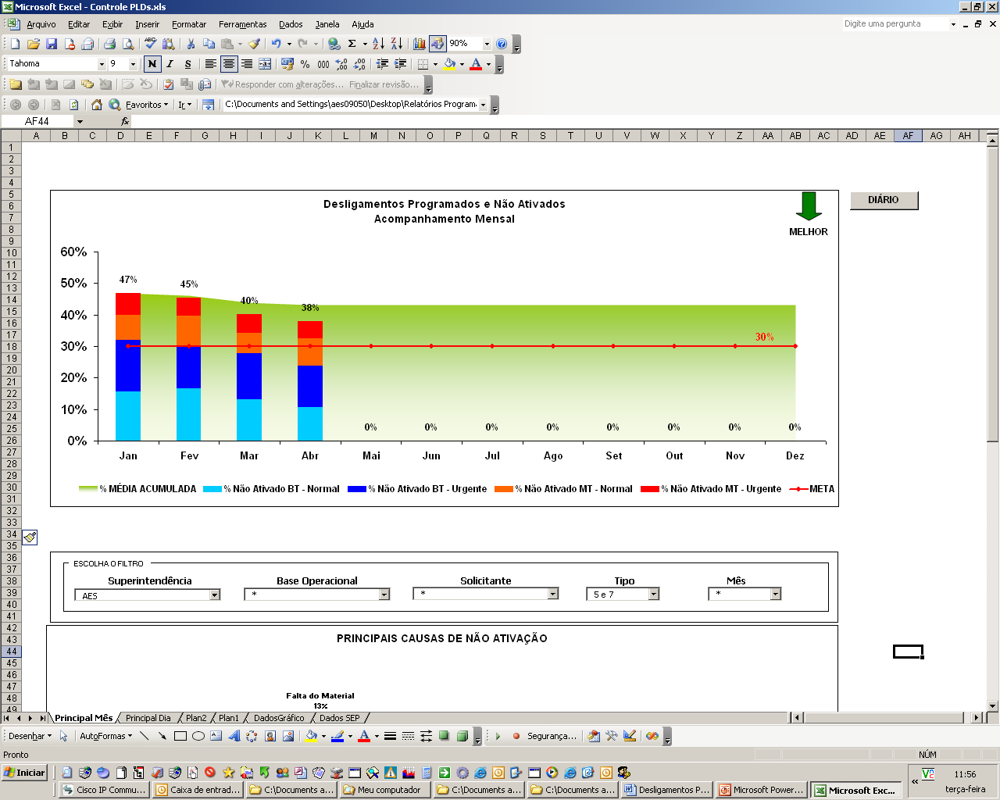 Microsoft Excel - Controle PLDs.xls
Arquivo Editar Exibir Inserir Formatar Ferramentas Dados Janela Ajuda Digite uma pergunta
90%
Tahoma 9 N I S % 000
Responder com alterações... Finalizar revisão...
Favoritos Ir C:\Documents and Settings\aes09050\Desktop\Relatórios Program
AF44 fx
A B C D E F G H I J K L M N O P Q R S T U V W X Y Z AA AB AC AD AE AF AG AH
1
2
3
4
5
6
7
8
9
10
11
12
13
14
15
16
17
18
19
20
21
22
23
24
25
26
27
28
29
30
31
32
33
34
35
36
37
38
39
40
41
42
43
44
45
46
47
48
49
Desligamentos Programados e Não Ativados
Acompanhamento Mensal
MELHOR
DIÁRIO
60%
50%
40%
30%
20%
10%
0%
47% 45% 40% 38% 0% 0% 0% 0% 0% 0% 0% 0%
30%
Jan Fev Mar Abr Mai Jun Jul Ago Set Out Nov Dez
% MÉDIA ACUMULADA % Não Ativado BT - Normal % Não Ativado BT - Urgente % Não Ativado MT - Normal % Não Ativado MT - Urgente META
ESCOLHA O FILTRO
Superintendência Base Operacional Solicitante Tipo Mês
AES * * 5 e 7 *
PRINCIPAIS CAUSAS DE NÃO ATIVAÇÃO
Falta do Material
13%
Principal Mês Principal Dia Plan2 Plan1 DadosGráfico Dados SEP
Desenhar AutoFormas Segurança...
Pronto NÚM
Iniciar 11:56
Cisco IP Commu... Caixa de entrad... C:\Documents a... Meu computador C:\Documents a... C:\Documents a... Desligamentos P... Microsoft Power... Microsoft Exc... terça-feira